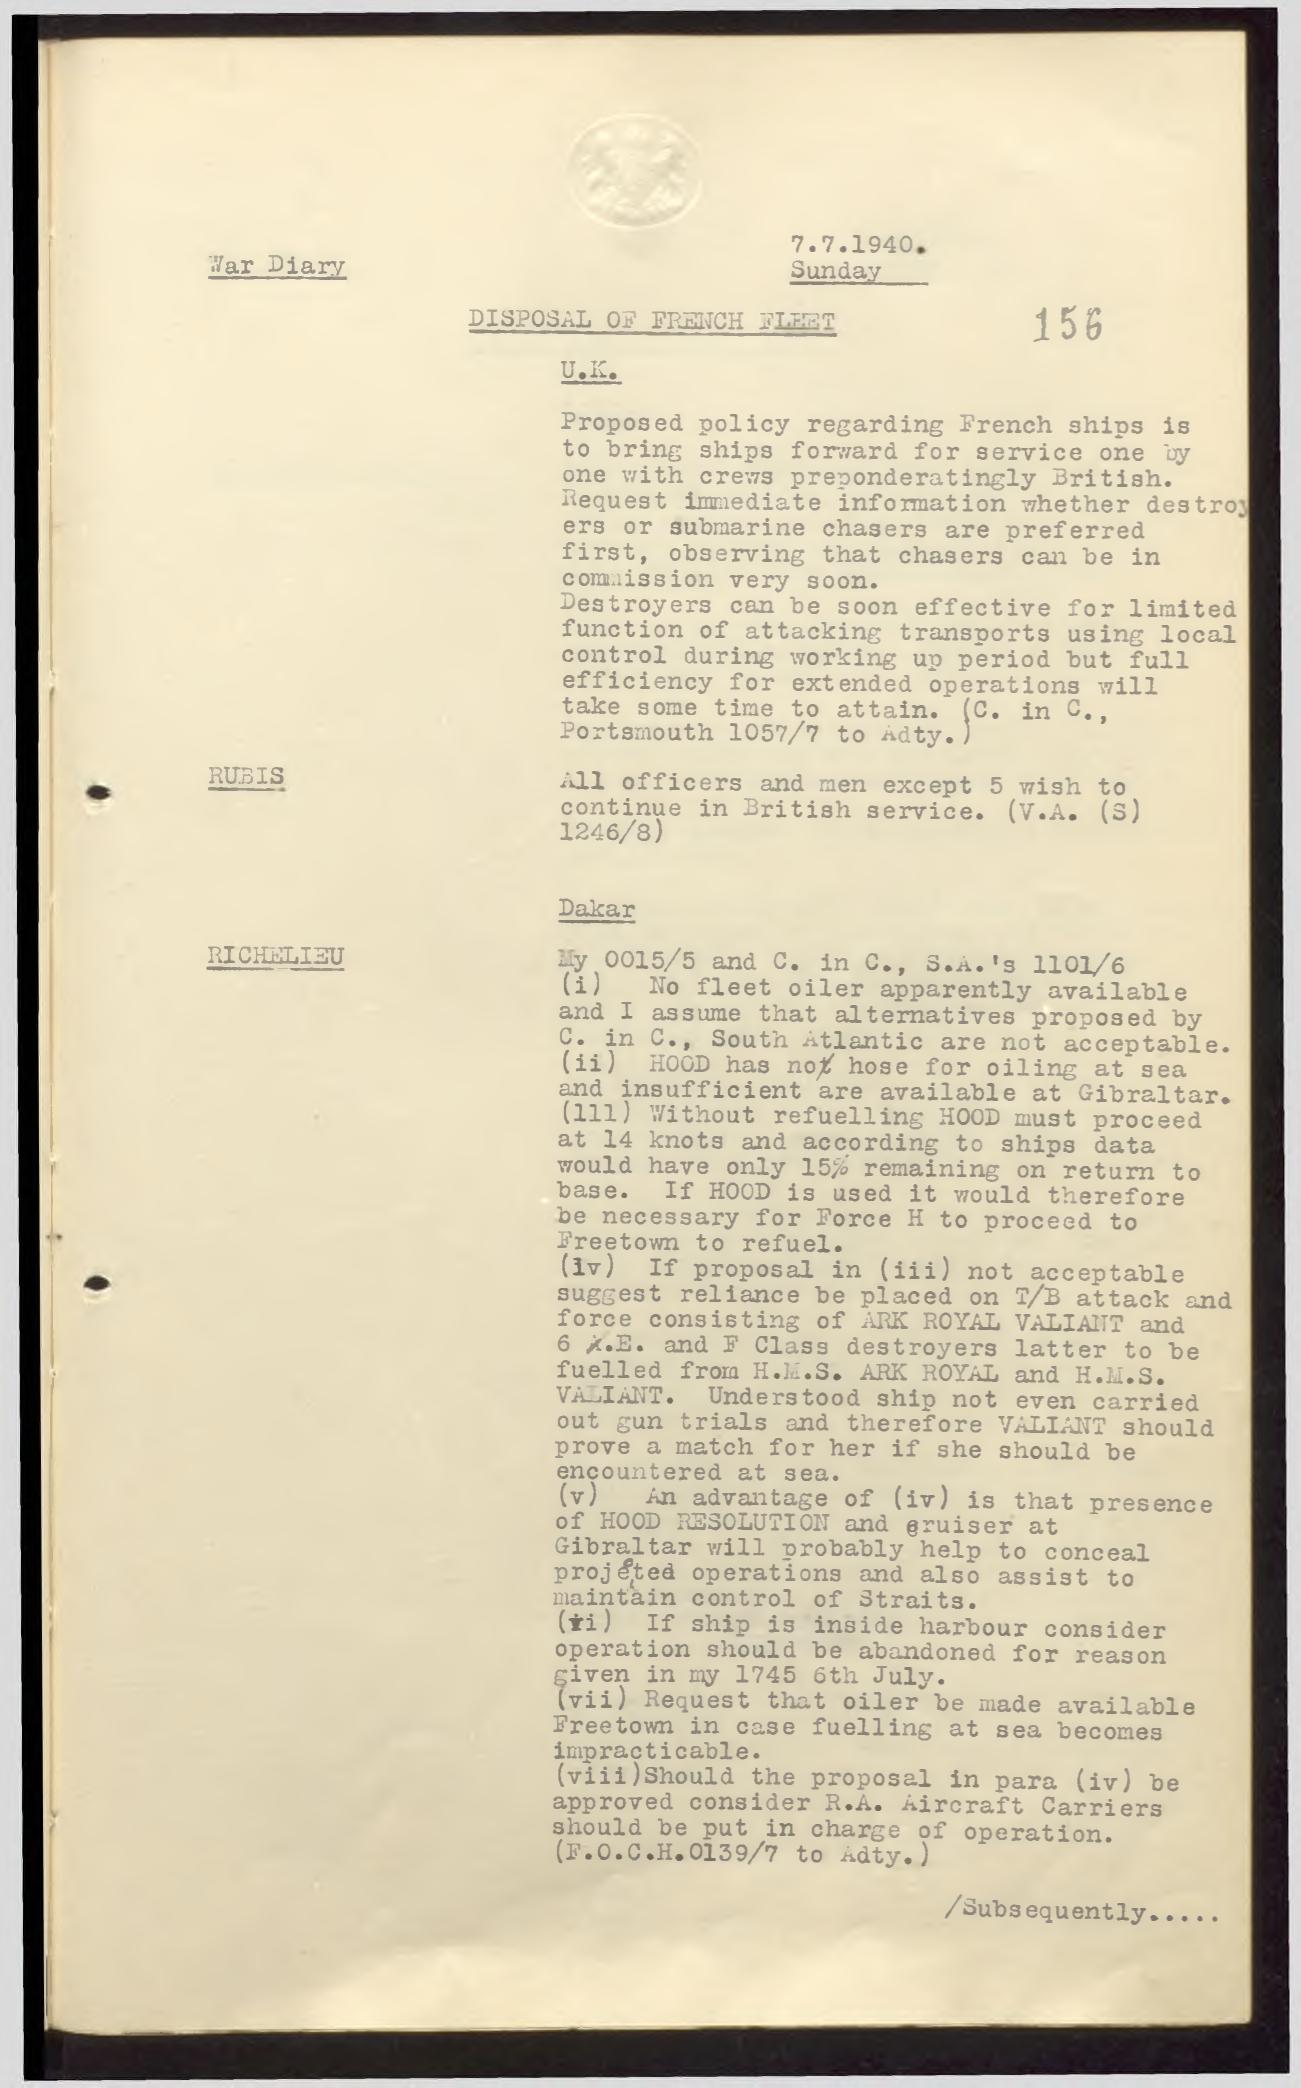 7.7.1940.
War Diary
Sunday
DISPOSAL OF FRENCH FLEET
156
U.K.
Proposed policy regarding French ships is
to bring ships forward for service one by
one with crews preponderatingly British.
Request immediate information whether destroy
ers or submarine chasers are preferred
first, observing that chasers can be in
commission very soon.
Destroyers can be soon effective for limited
function of attacking transports using local
control during working up period but full
efficiency for extended operations will
take some time to attain. (C. in C.,
Portsmouth 1057/7 to Adty.)
RUBIS
All officers and men except 5 wish to
continue in British service. (V.A. (S)
1246/8)
Dakar
RICHELIEU
My 0015/5 and C. in C., S.A.'s 1101/6
(i) No fleet oiler apparently available
and I assume that alternatives proposed by
C. in C., South Atlantic are not acceptable.
(ii) HOOD has no hose for oiling at sea
and insufficient are available at Gibraltar.
(111) Without refuelling HOOD must proceed
at 14 knots and according to ships data
would have only 15% remaining on return to
base. If HOOD is used it would therefore
be necessary for Force H to proceed to
Freetown to refuel.
(iv) If proposal in (iii) not acceptable
suggest reliance be placed on T/B attack and
force consisting of ARK ROYAL VALIANT and
6 E. and F Class destroyers latter to be
fuelled from H.M.S. ARK ROYAL and H.M.S.
VALIANT. Understood ship not even carried
out gun trials and therefore VALIANT should
prove a match for her if she should be
encountered at sea.
(v) An advantage of (iv) is that presence
of HOOD RESOLUTION and cruiser at
Gibraltar will probably help to conceal
projected operations and also assist to
maintain control of Straits.
(vi) If ship is inside harbour consider
operation should be abandoned for reason
given in my 1745 6th July.
(vii) Request that oiler be made available
Freetown in case fuelling at sea becomes
impracticable.
(viii)Should the proposal in para (iv) be
approved consider R.A. Aircraft Carriers
should be put in charge of operation.
(F.O.C.H.0139/7 to Adty.)
/Subsequently.....